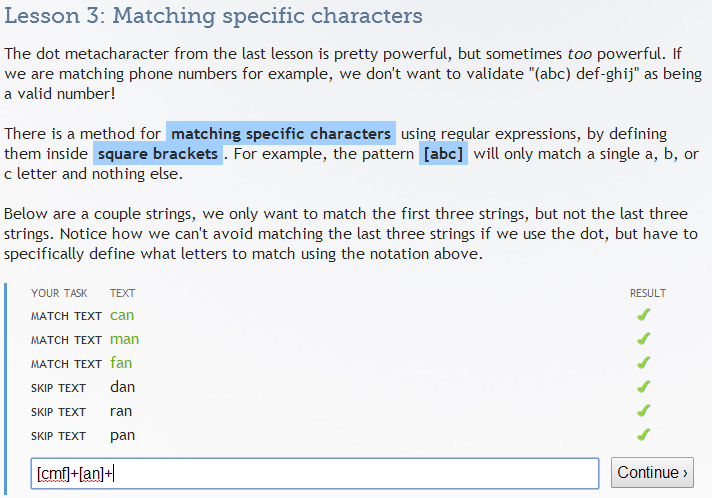 Lesson 3: Matching specific characters
The dot metacharacter from the last lesson is pretty powerful, but sometimes too powerful. If
we are matching phone numbers for example, we don't want to validate "(abc) def-ghij" as being
a valid number!
There is a method for matching specific characters using regular expressions, by defining
them inside square brackets . For example, the pattern [abc] will only match a single a, b, or
c letter and nothing else.
Below are a couple strings, we only want to match the first three strings, but not the last three
strings. Notice how we can't avoid matching the last three strings if we use the dot, but have to
specifically define what letters to match using the notation above.
YOUR TASK TEXT RESULT
MATCH TEXT can
MATCH TEXT man
MATCH TEXT fan
SKIP TEXT dan
SKIP TEXT ran
SKIP TEXT pan
[cmf]+[an]+ Continue ›